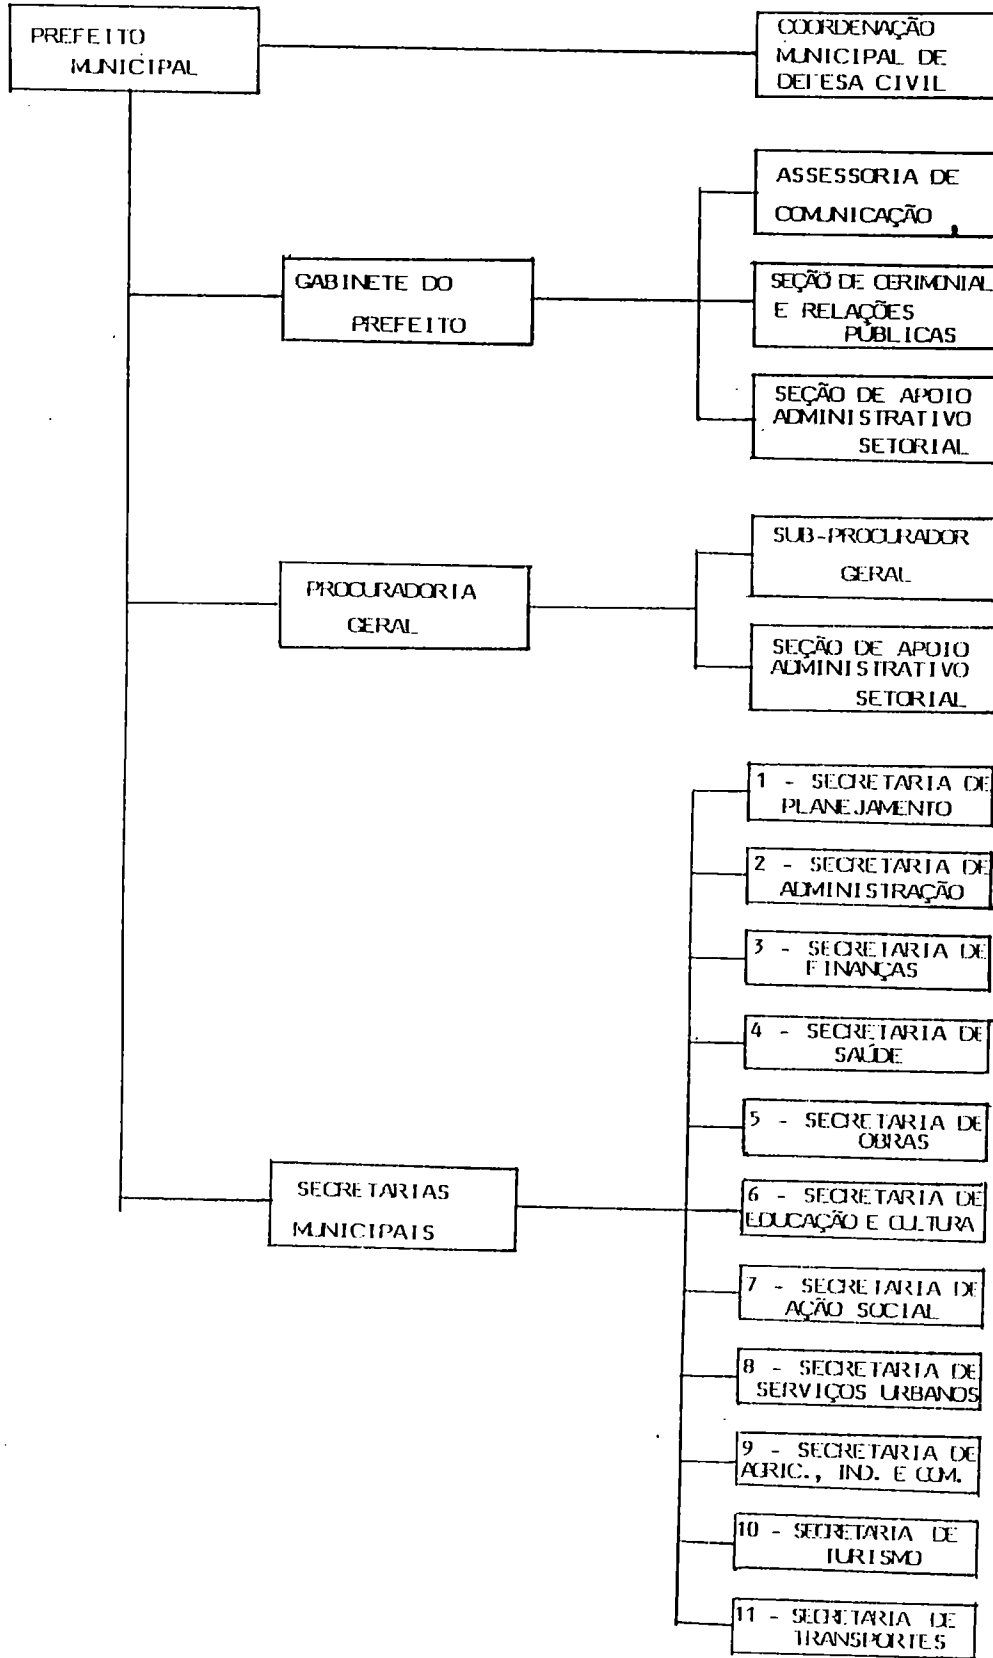 PREFEITO
MUNICIPAL
COORDENAÇÃO
MUNICIPAL DE
DEFESA CIVIL
ASSESSORIA DE
COMUNICAÇÃO
GABINETE DO
PREFEITO
SEÇÃO DE CERIMONIAL
E RELAÇÕES
PÚBLICAS
SEÇÃO DE APOIO
ADMINISTRATIVO
SETORIAL
PROCURADORIA
GERAL
SUB-PROCURADOR
GERAL
SEÇÃO DE APOIO
ADMINISTRATIVO
SETORIAL
SECRETARIAS
MUNICIPAIS
1 - SECRETARIA DE
PLANEJAMENTO
2 - SECRETARIA DE
ADMINISTRAÇÃO
3 - SECRETARIA DE
FINANÇAS
4 - SECRETARIA DE
SAÚDE
5 - SECRETARIA DE
OBRAS
6 - SECRETARIA DE
EDUCAÇÃO E CULTURA
7 - SECRETARIA DE
AÇÃO SOCIAL
8 - SECRETARIA DE
SERVIÇOS URBANOS
9 - SECRETARIA DE
AGRIC., IND. E COM.
10 - SECRETARIA DE
TURISMO
11 - SECRETARIA DE
TRANSPORTES